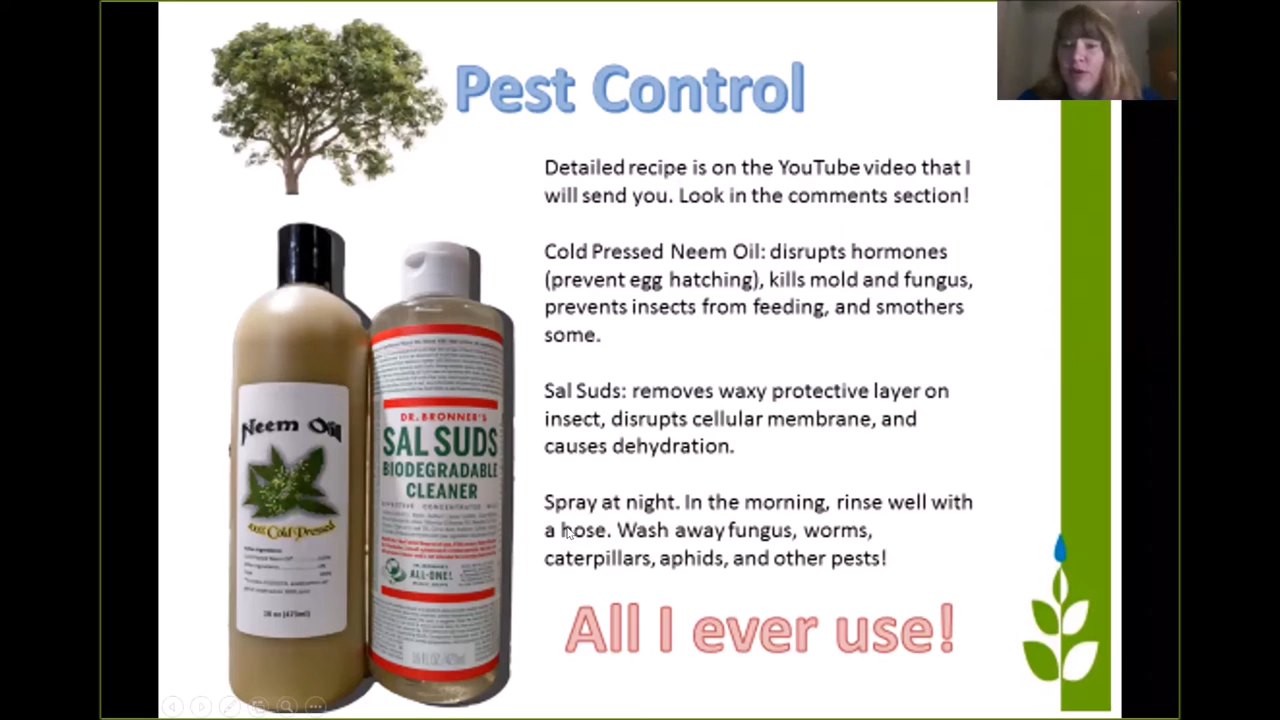 Pest Control
Detailed recipe is on the YouTube video that I
will send you. Look in the comments section!
Cold Pressed Neem Oil: disrupts hormones
(prevent egg hatching), kills mold and fungus,
prevents insects from feeding, and smothers
some.
Sal Suds: removes waxy protective layer on
insect, disrupts cellular membrane, and
causes dehydration.
Spray at night. In the morning, rinse well with
a hose. Wash away fungus, worms,
caterpillars, aphids, and other pests!
All I ever use!
Neem Oil
100% Cold Pressed
16 oz (473ml)
DR. BRONNER'S
SAL SUDS
BIODEGRADABLE
CLEANER
ALL-ONE!